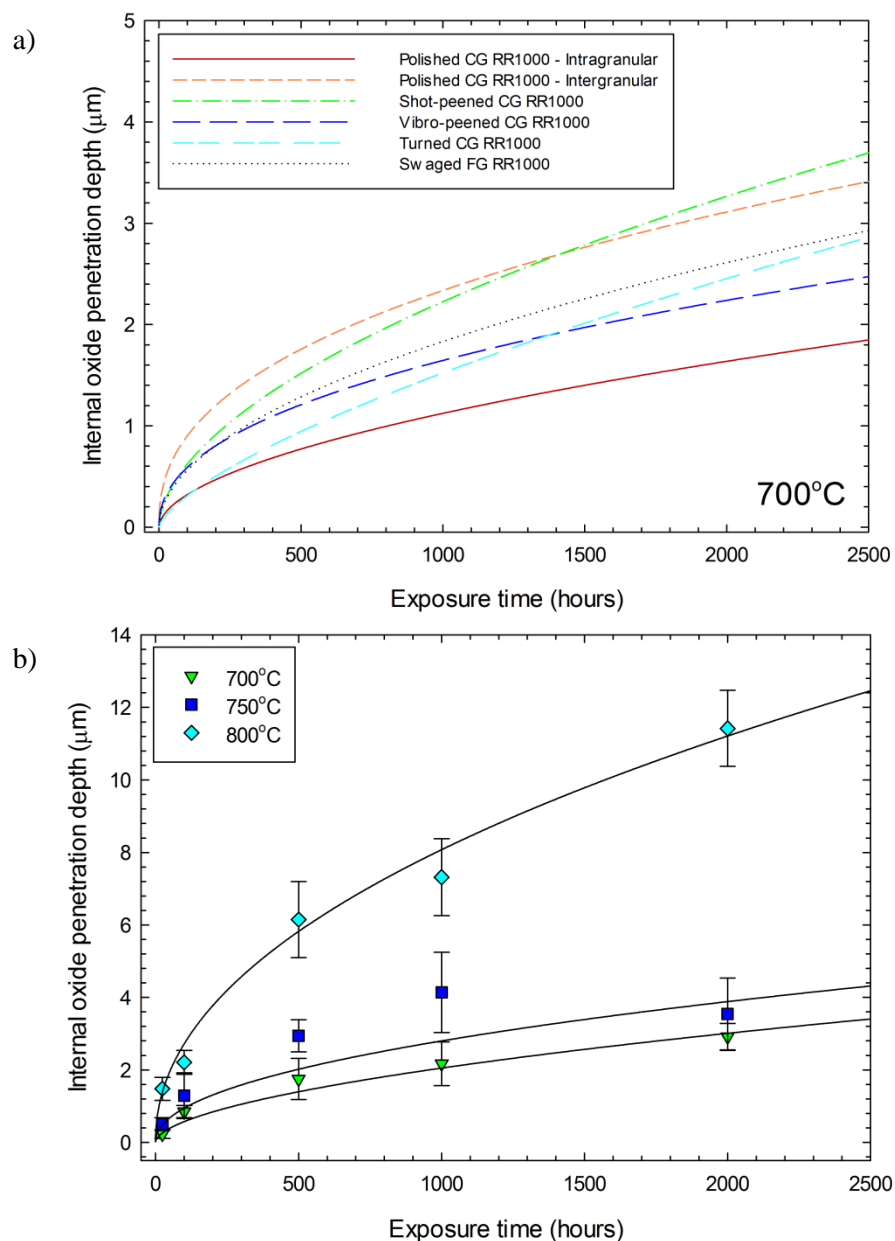 a)
5
4
3
2
1
0
Internal oxide penetration depth (μm)
Polished CG RR1000 - Intragranular
Polished CG RR1000 - Intergranular
Shot-peened CG RR1000
Vibro-peened CG RR1000
Turned CG RR1000
Swaged FG RR1000
700°C
0 500 1000 1500 2000 2500
Exposure time (hours)
b)
14
12
10
8
6
4
2
0
Internal oxide penetration depth (μm)
700°C
750°C
800°C
0 500 1000 1500 2000 2500
Exposure time (hours)